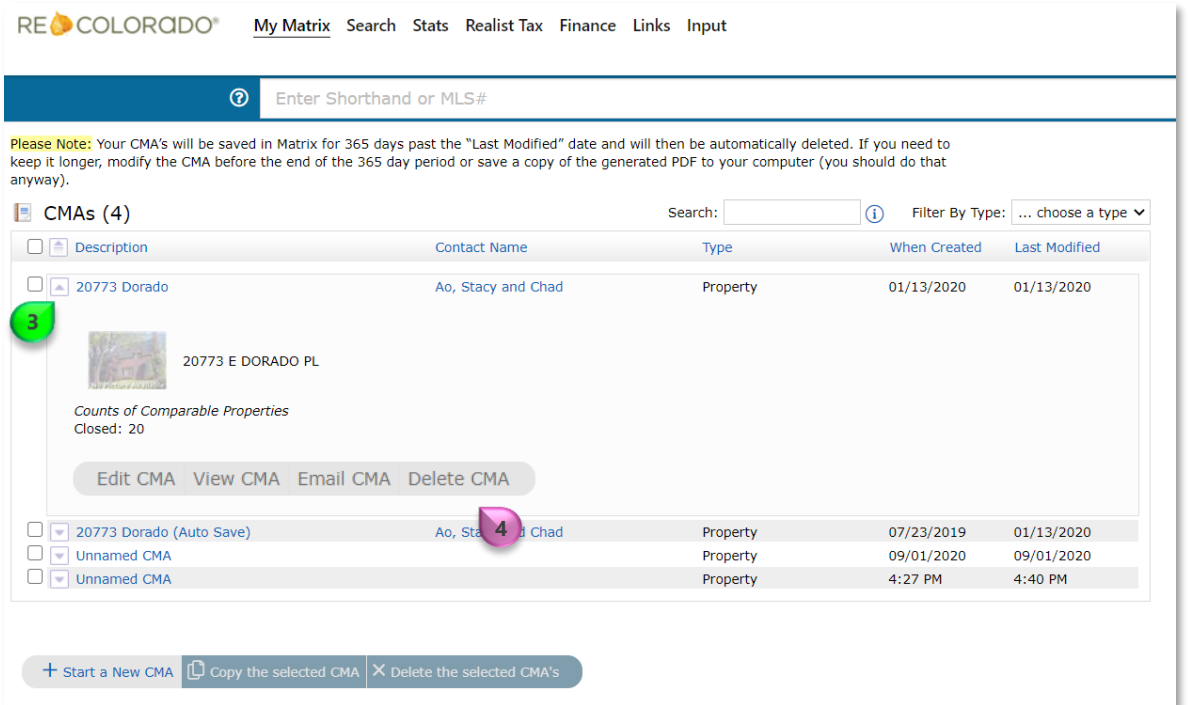 RECOLORADO®
My Matrix Search Stats Realist Tax Finance Links Input
? Enter Shorthand or MLS#
Please Note: Your CMA’s will be saved in Matrix for 365 days past the “Last Modified” date and will then be automatically deleted. If you need to
keep it longer, modify the CMA before the end of the 365 day period or save a copy of the generated PDF to your computer (you should do that
anyway).
CMAs (4) Search: i Filter By Type: ... choose a type
Description Contact Name Type When Created Last Modified
20773 Dorado Ao, Stacy and Chad Property 01/13/2020 01/13/2020
3
20773 E DORADO PL
No Picture Available
Counts of Comparable Properties
Closed: 20
Edit CMA View CMA Email CMA Delete CMA
4
20773 Dorado (Auto Save) Ao, Chad Property 07/23/2019 01/13/2020
Unnamed CMA Property 09/01/2020 09/01/2020
Unnamed CMA Property 4:27 PM 4:40 PM
+ Start a New CMA Copy the selected CMA × Delete the selected CMA's